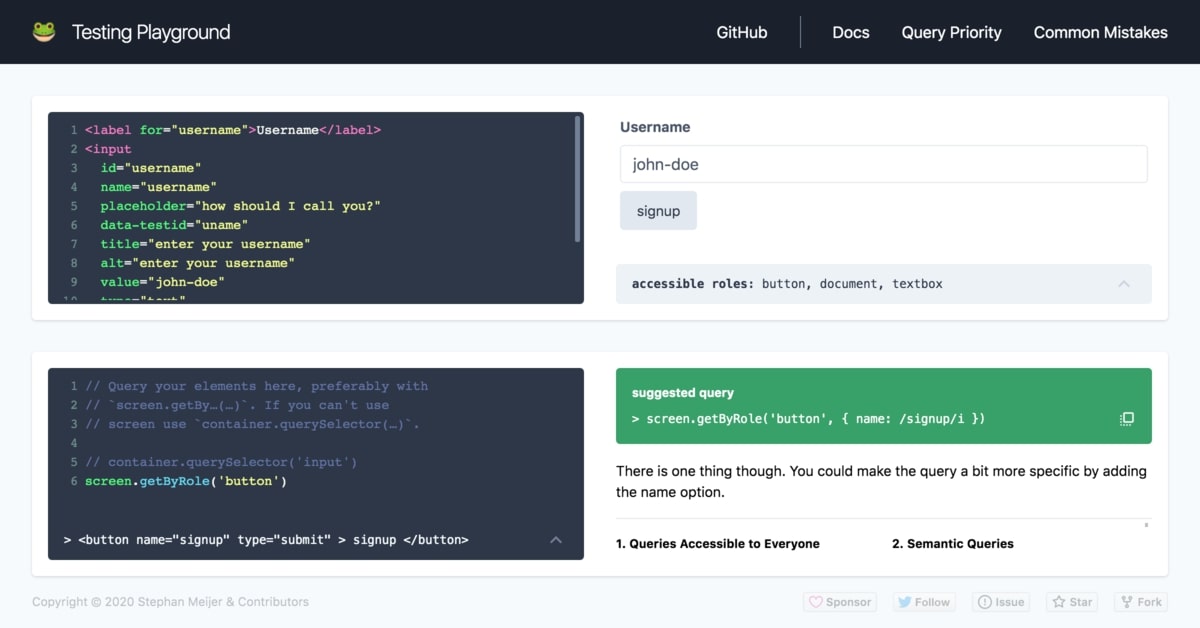 Testing Playground
GitHub
Docs
Query Priority
Common Mistakes
1 <label for="username">Username</label>
2 <input
3 id="username"
4 name="username"
5 placeholder="how should I call you?"
6 data-testid="uname"
7 title="enter your username"
8 alt="enter your username"
9 value="john-doe"
10 type="text"
Username
john-doe
signup
accessible roles: button, document, textbox
1 // Query your elements here, preferably with
2 // `screen.getBy…(…)`. If you can't use
3 // screen use `container.querySelector(…)`.
4
5 // container.querySelector('input')
6 screen.getByRole('button')
> <button name="signup" type="submit" > signup </button>
suggested query
> screen.getByRole('button', { name: /signup/i })
There is one thing though. You could make the query a bit more specific by adding
the name option.
1. Queries Accessible to Everyone
2. Semantic Queries
Copyright © 2020 Stephan Meijer & Contributors
Sponsor
Follow
Issue
Star
Fork